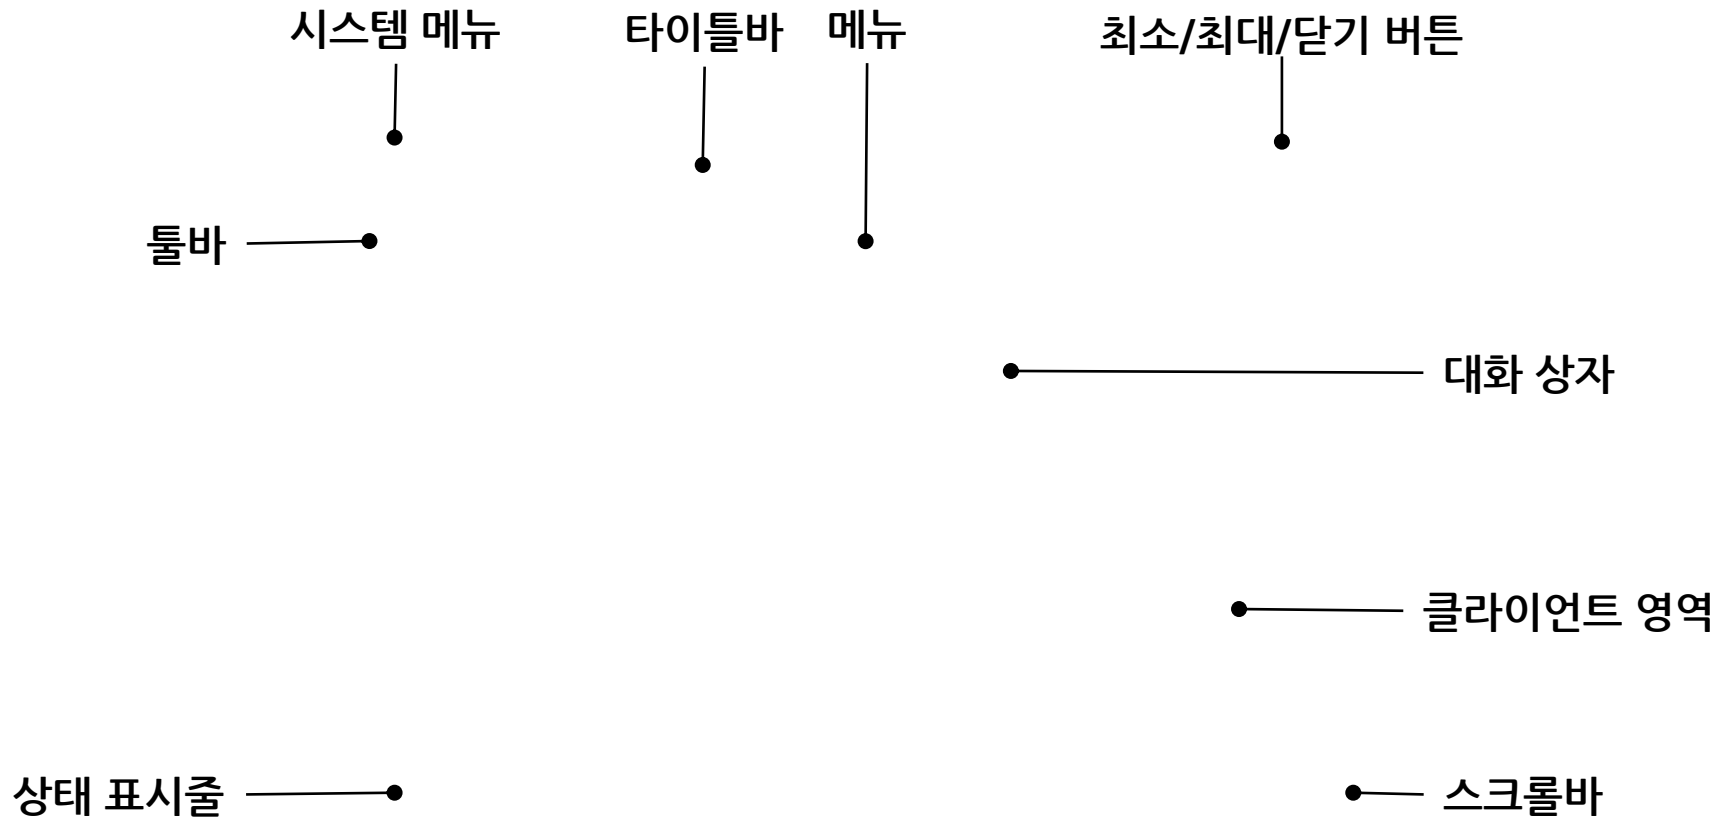 시스템 메뉴
타이틀바
메뉴
최소/최대/닫기 버튼
툴바
대화 상자
클라이언트 영역
상태 표시줄
스크롤바